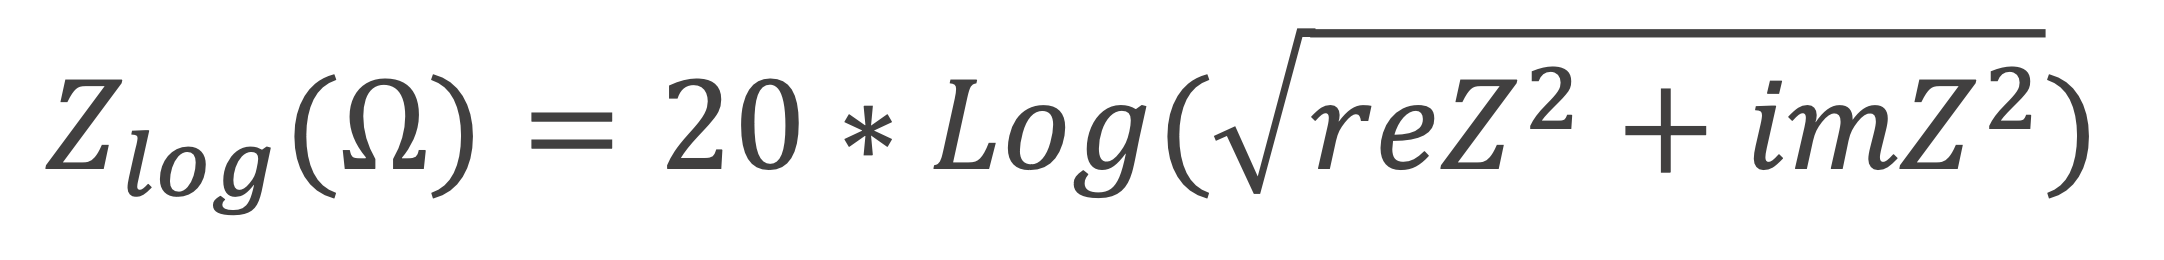 Z_log(Ω) = 20 * Log(√(reZ² + imZ²))